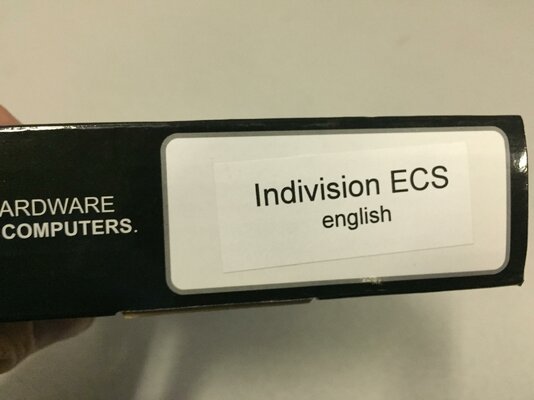 ARDWARE
COMPUTERS.
Indivision ECS
english